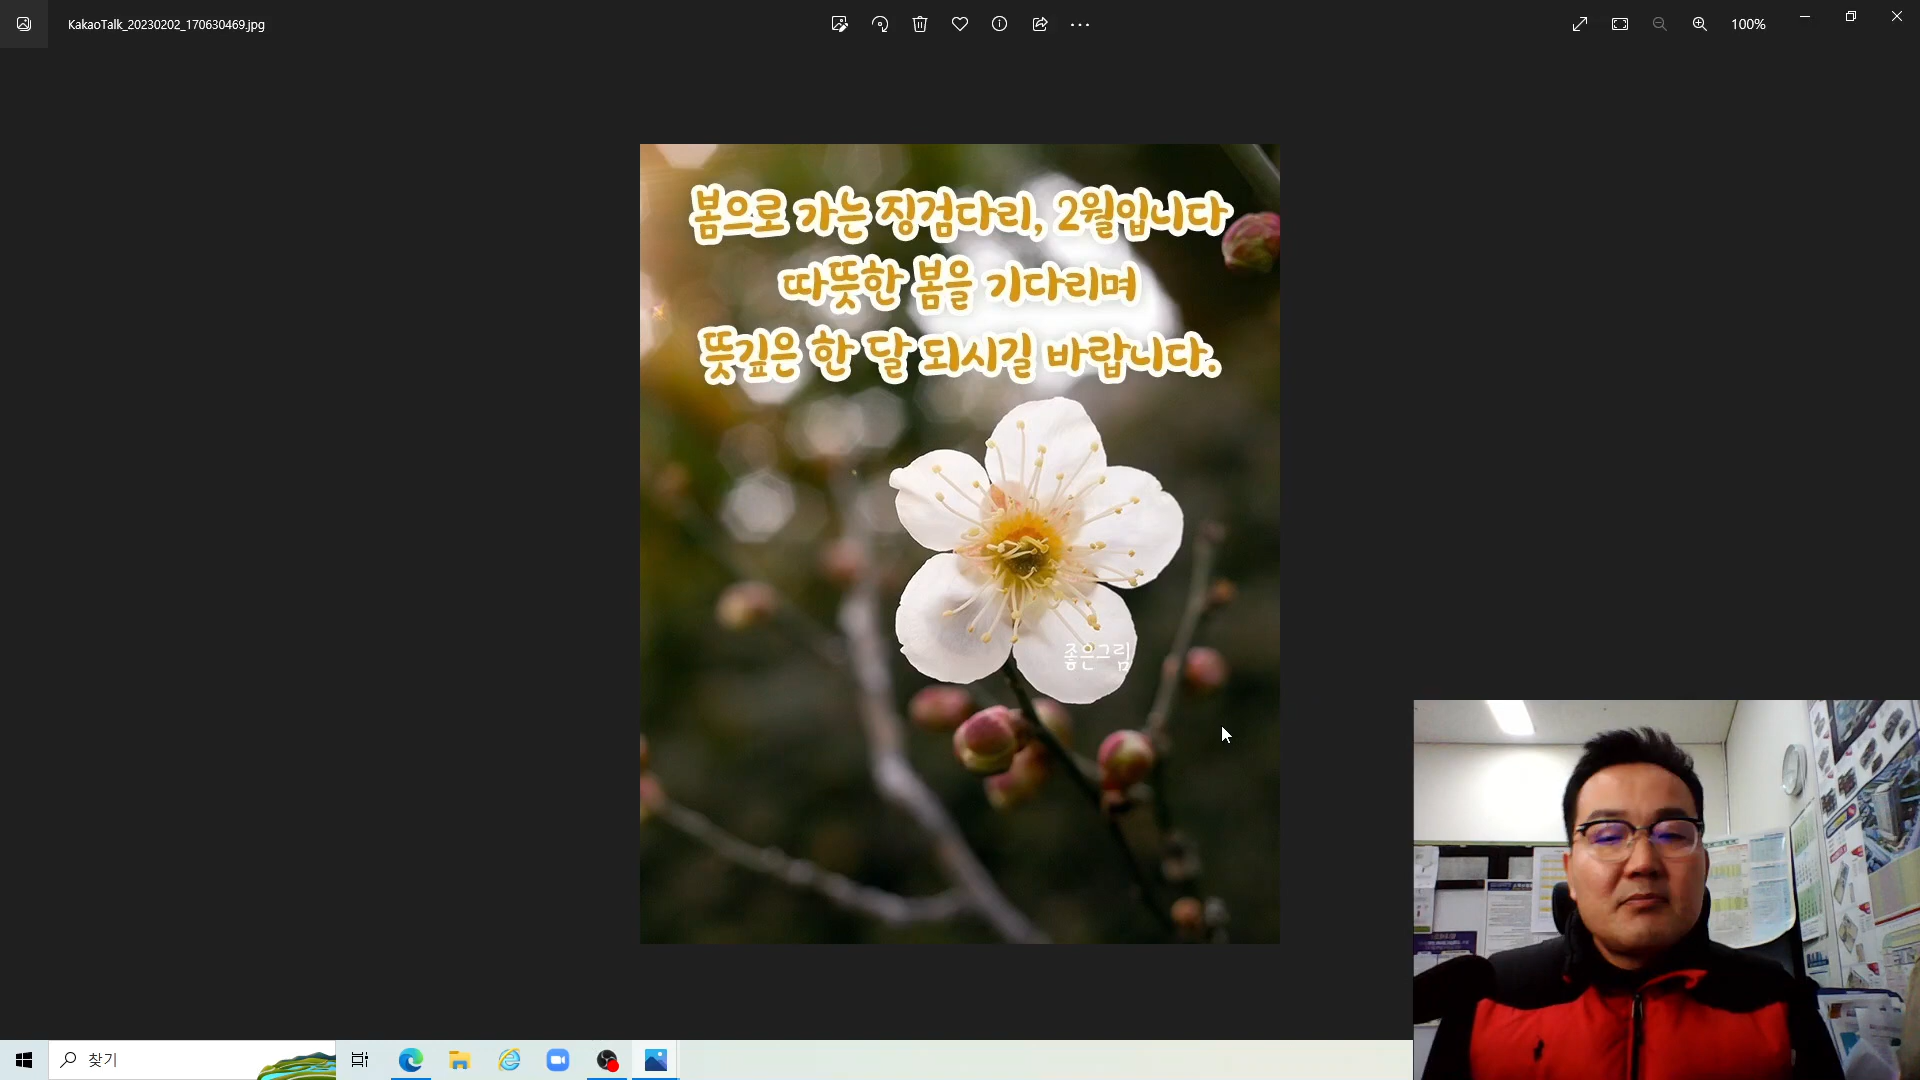 KakaoTalk_20230202_170630469.jpg
100%
봄으로 가는 징검다리, 2월입니다
따뜻한 봄을 기다리며
뜻깊은 한 달 되시길 바랍니다.
좋은그림
찾기